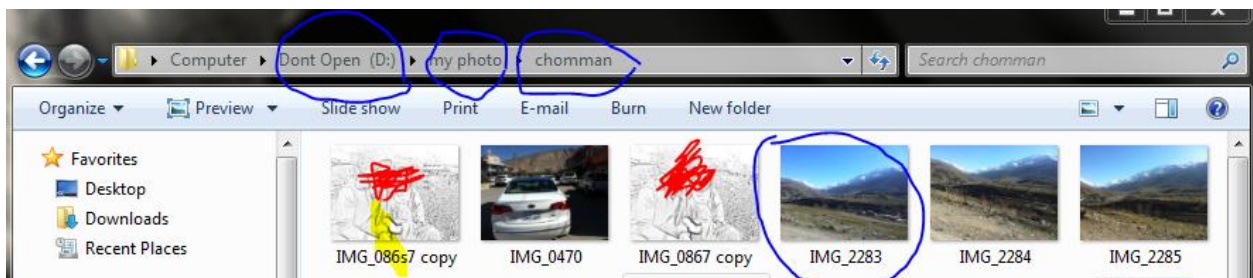 Computer Dont Open (D:) my photo chomman Search chomman
Organize Preview Slide show Print E-mail Burn New folder
Favorites
Desktop
Downloads
Recent Places
IMG_086s7 copy IMG_0470 IMG_0867 copy IMG_2283 IMG_2284 IMG_2285